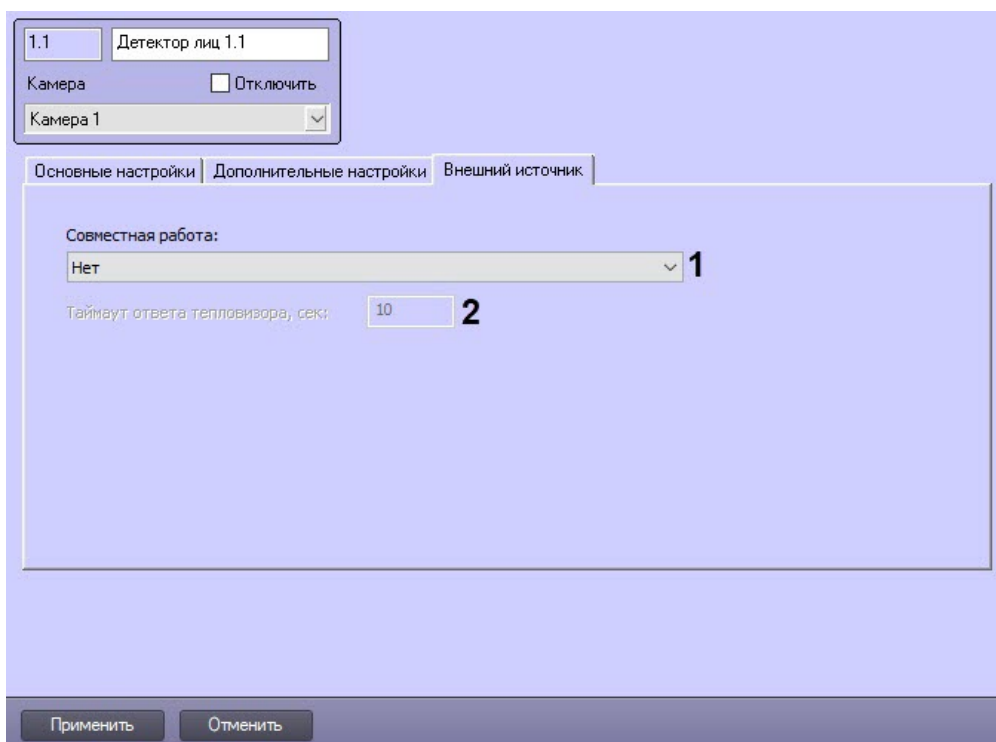 1.1 Детектор лиц 1.1
Камера Отключить
Камера 1
Основные настройки Дополнительные настройки Внешний источник
Совместная работа:
Нет 1
Таймаут ответа тепловизора, сек: 10 2
Применить Отменить